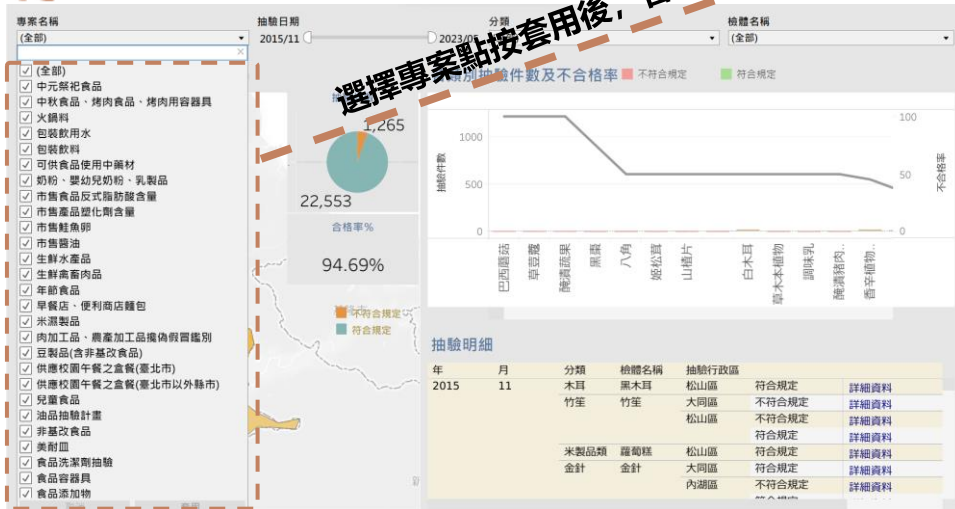 專案名稱
(全部)
抽驗日期
2015/11
2023/05
分類
檢體名稱
(全部)
選擇專案點按套用後,
(全部)
中元祭祀食品
中秋食品、烤肉食品、烤肉用容器具
火鍋料
包裝飲用水
包裝飲料
可供食品使用中藥材
奶粉、嬰幼兒奶粉、乳製品
市售食品反式脂肪酸含量
市售產品塑化劑含量
市售鮭魚卵
市售醬油
生鮮水產品
生鮮禽畜肉品
年節食品
早餐店、便利商店麵包
米濕製品
肉加工品、農產加工品攙偽假冒鑑別
豆製品(含非基改食品)
供應校園午餐之盒餐(臺北市)
供應校園午餐之盒餐(臺北市以外縣市)
兒童食品
油品抽驗計畫
非基改食品
美耐皿
食品洗潔劑抽驗
食品容器具
食品添加物
1,265
22,553
合格率%
94.69%
不符合規定
符合規定
別抽驗件數及不合格率
不符合規定
符合規定
抽驗件數
1000
500
0
不合格率
100
50
0
巴西蘑菇
草豆蔻
醃漬蔬果
黑棗
八角
姬松茸
山楂片
白木耳
草木本植物
調味乳
醃漬豬肉..
香辛植物..
抽驗明細
年 月 分類 檢體名稱 抽驗行政區
2015 11 木耳 黑木耳 松山區 符合規定 詳細資料
竹笙 竹笙 大同區 不符合規定 詳細資料
松山區 不符合規定 詳細資料
符合規定 詳細資料
米製品類 蘿蔔糕 松山區 符合規定 詳細資料
金針 金針 大同區 符合規定 詳細資料
內湖區 不符合規定 詳細資料